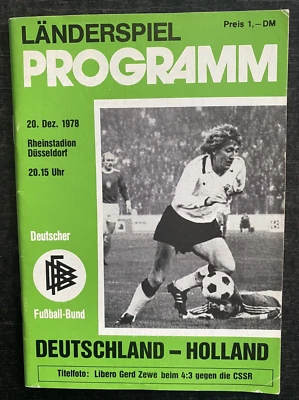 LÄNDERSPIEL
Preis 1,–DM
PROGRAMM
20. Dez. 1978
Rheinstadion
Düsseldorf
20.15 Uhr
Deutscher
DFB
Fußball-Bund
DEUTSCHLAND – HOLLAND
Titelfoto: Libero Gerd Zewe beim 4:3 gegen die CSSR